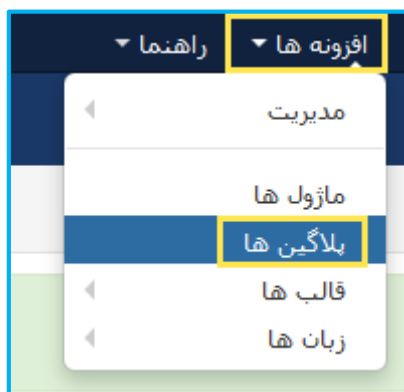 افزونه ها راهنما
مدیریت
ماژول ها
پلاگین ها
قالب ها
زبان ها